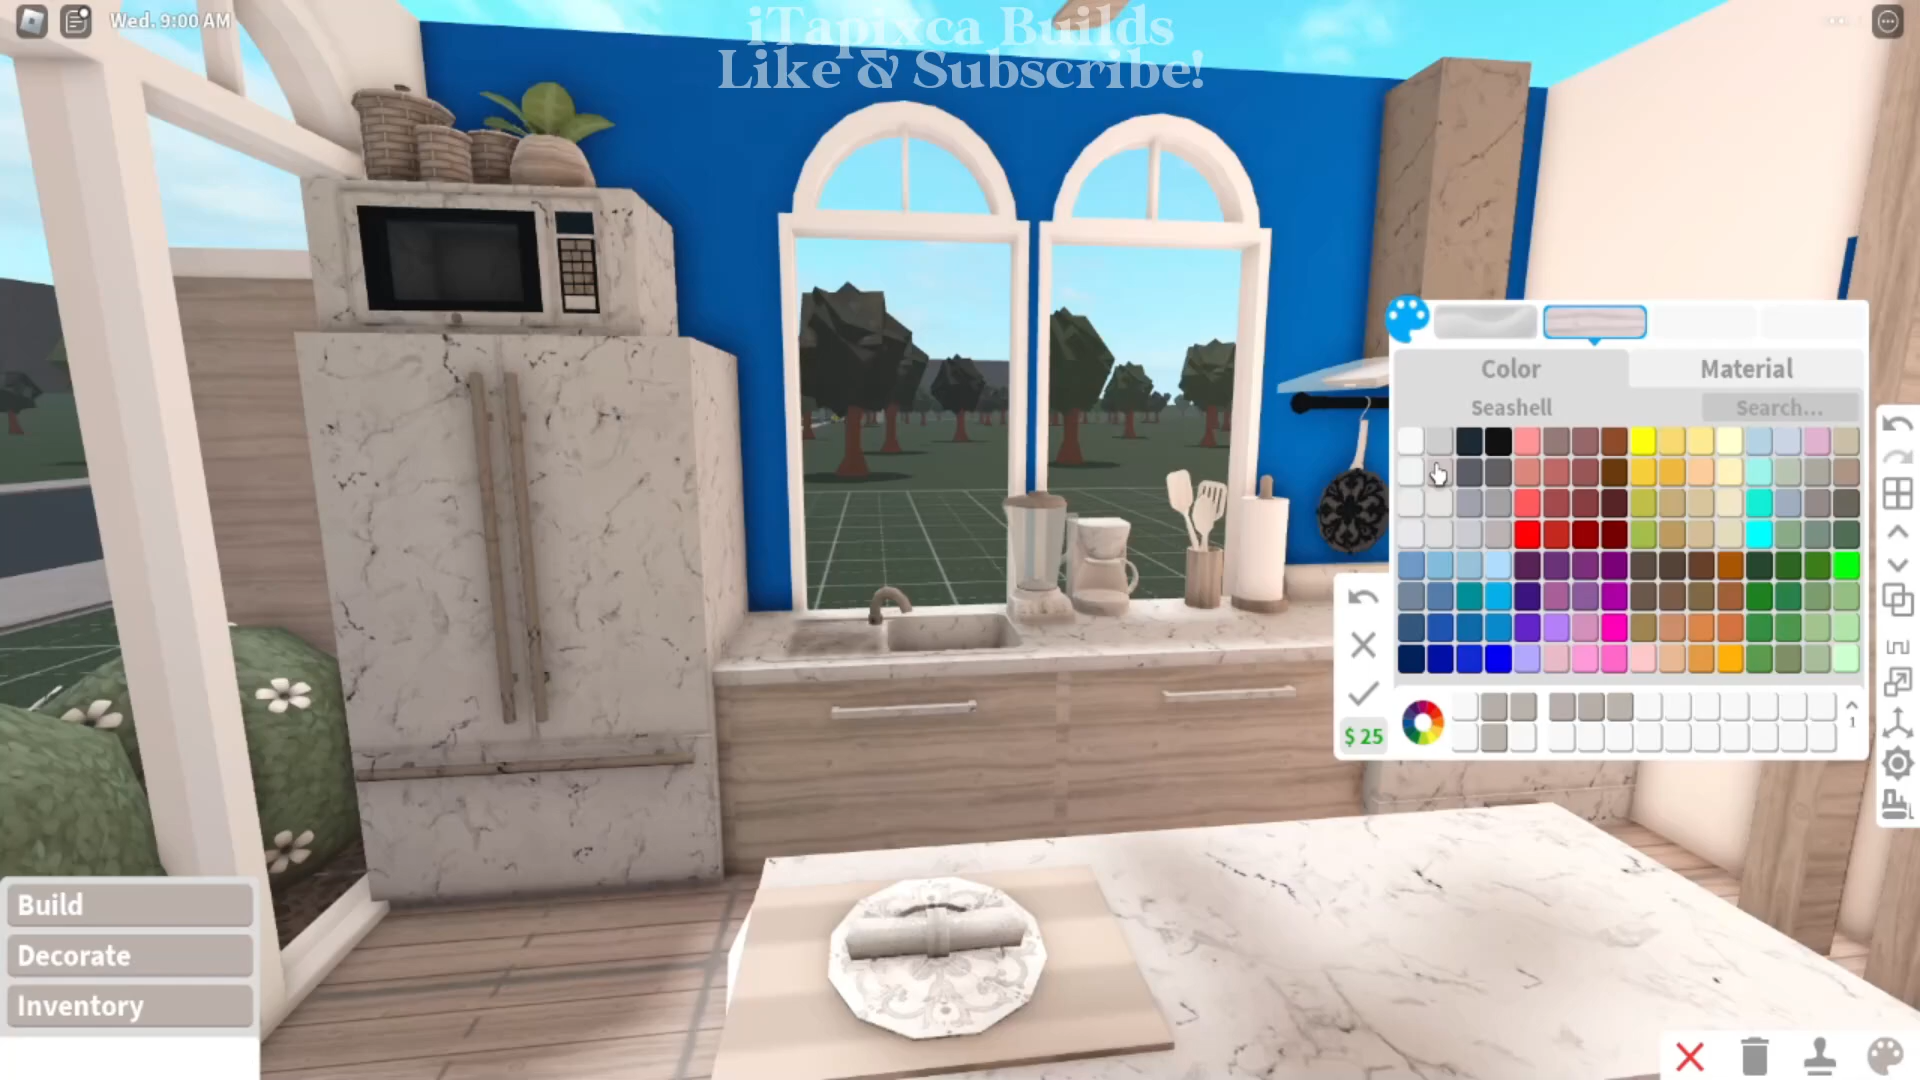 Wed. 9:00 AM
iTapixca Builds
Like & Subscribe!
Color
Material
Seashell
Search...
$ 25
1
Build
Decorate
Inventory